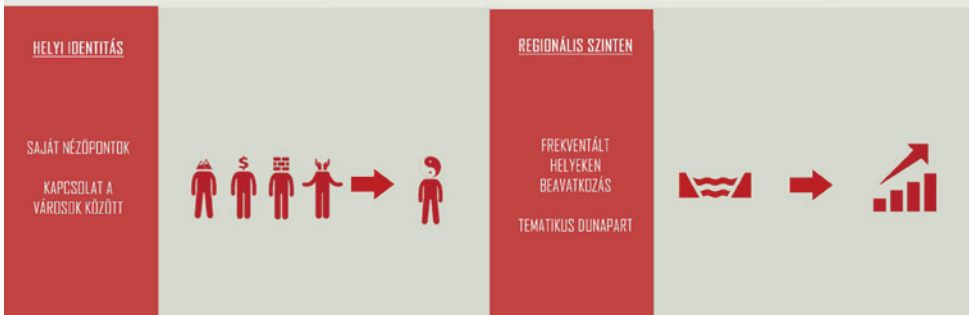 HELYI IDENTITÁS
SAJÁT NÉZŐPONTOK
KAPCSOLAT A
VÁROSOK KÖZÖTT
$
REGIONÁLIS SZINTEN
FREKVENTÁLT
HELYEKEN
BEAVATKOZÁS
TEMATIKUS DUNAPART